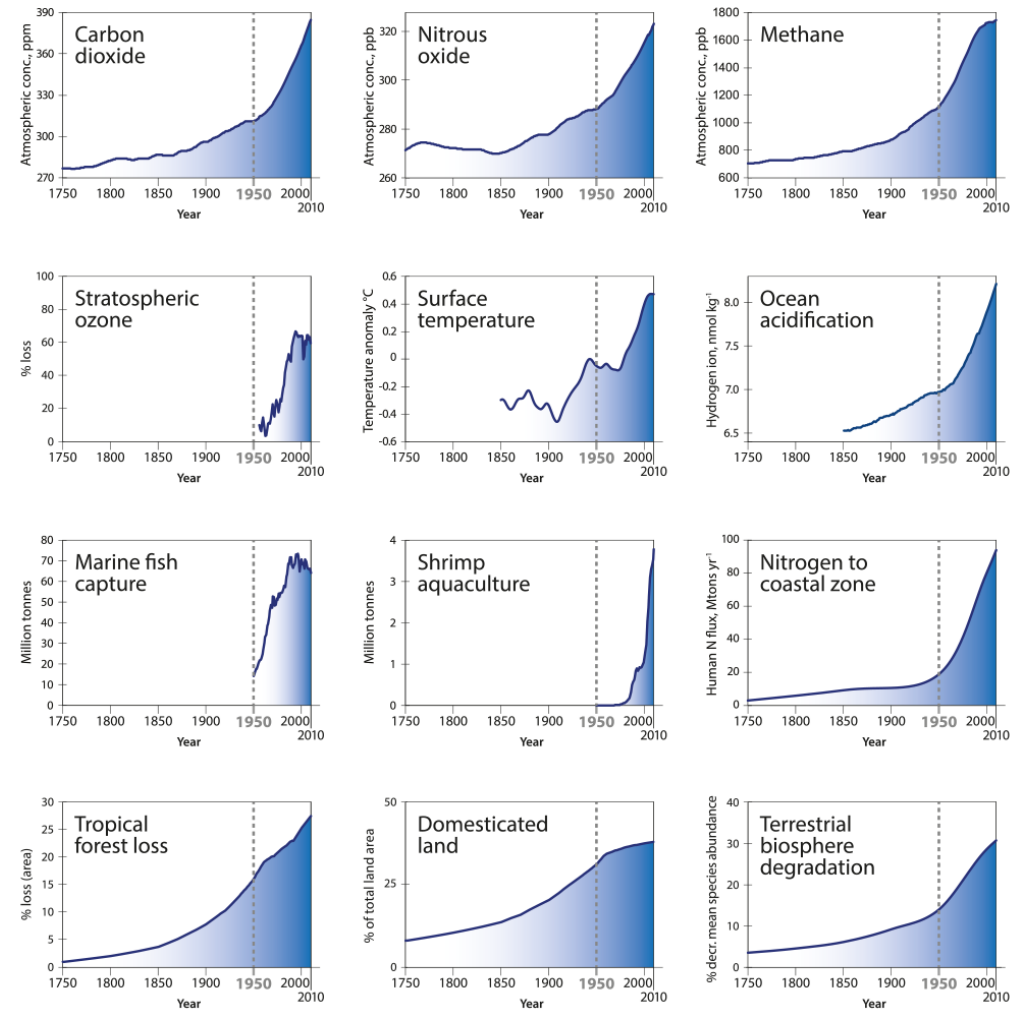 Carbon
dioxide
Atmospheric conc., ppm
390
360
330
300
270
1750 1800 1850 1900 1950 2000
2010
Year
Nitrous
oxide
Atmospheric conc., ppb
320
300
280
260
1750 1800 1850 1900 1950 2000
2010
Year
Methane
Atmospheric conc., ppb
1800
1600
1400
1200
1000
800
600
1750 1800 1850 1900 1950 2000
2010
Year
Stratospheric
ozone
% loss
100
80
60
40
20
0
1750 1800 1850 1900 1950 2000
2010
Year
Surface
temperature
Temperature anomaly °C
0.6
0.4
0.2
0
-0.2
-0.4
-0.6
1750 1800 1850 1900 1950 2000
2010
Year
Ocean
acidification
Hydrogen ion, nmol kg⁻¹
8.0
7.5
7.0
6.5
1750 1800 1850 1900 1950 2000
2010
Year
Marine fish
capture
Million tonnes
80
70
60
50
40
30
20
10
0
1750 1800 1850 1900 1950 2000
2010
Year
Shrimp
aquaculture
Million tonnes
4
3
2
1
0
1750 1800 1850 1900 1950 2000
2010
Year
Nitrogen to
coastal zone
Human N flux, Mtons yr⁻¹
100
80
60
40
20
0
1750 1800 1850 1900 1950 2000
2010
Year
Tropical
forest loss
% loss (area)
30
25
20
15
10
5
0
1750 1800 1850 1900 1950 2000
2010
Year
Domesticated
land
% of total land area
50
25
0
1750 1800 1850 1900 1950 2000
2010
Year
Terrestrial
biosphere
degradation
% decr. mean species abundance
40
30
20
10
0
1750 1800 1850 1900 1950 2000
2010
Year